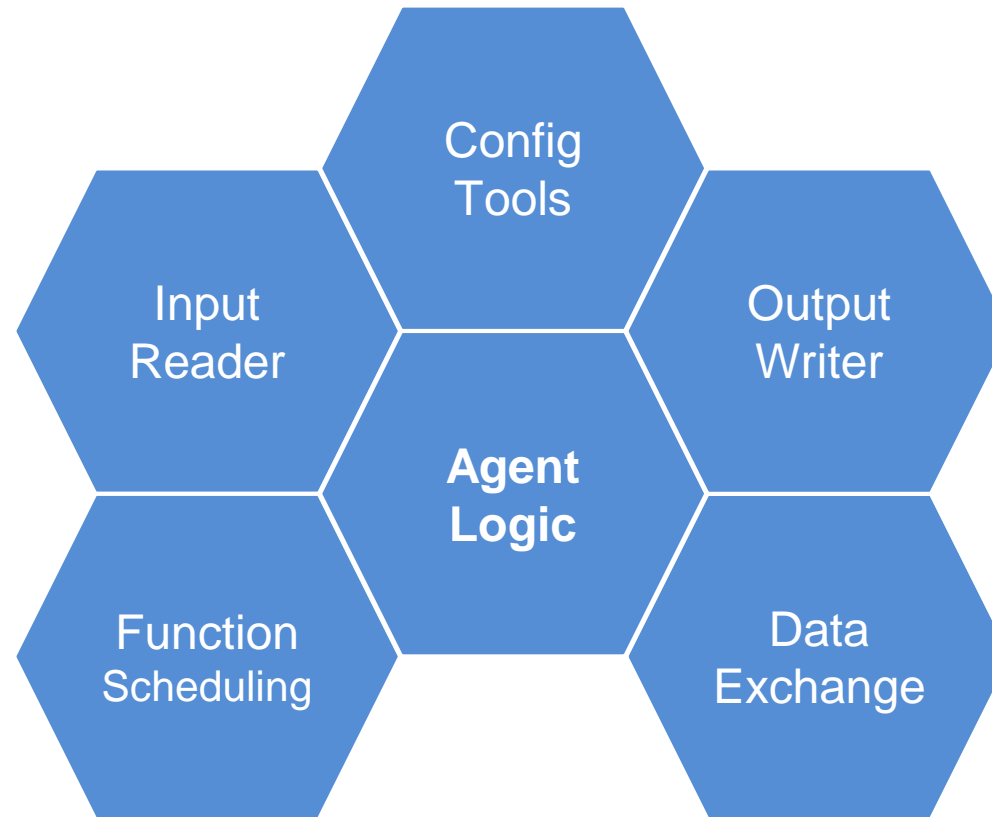 Config
Tools
Input
Reader
Output
Writer
Agent
Logic
Function
Scheduling
Data
Exchange